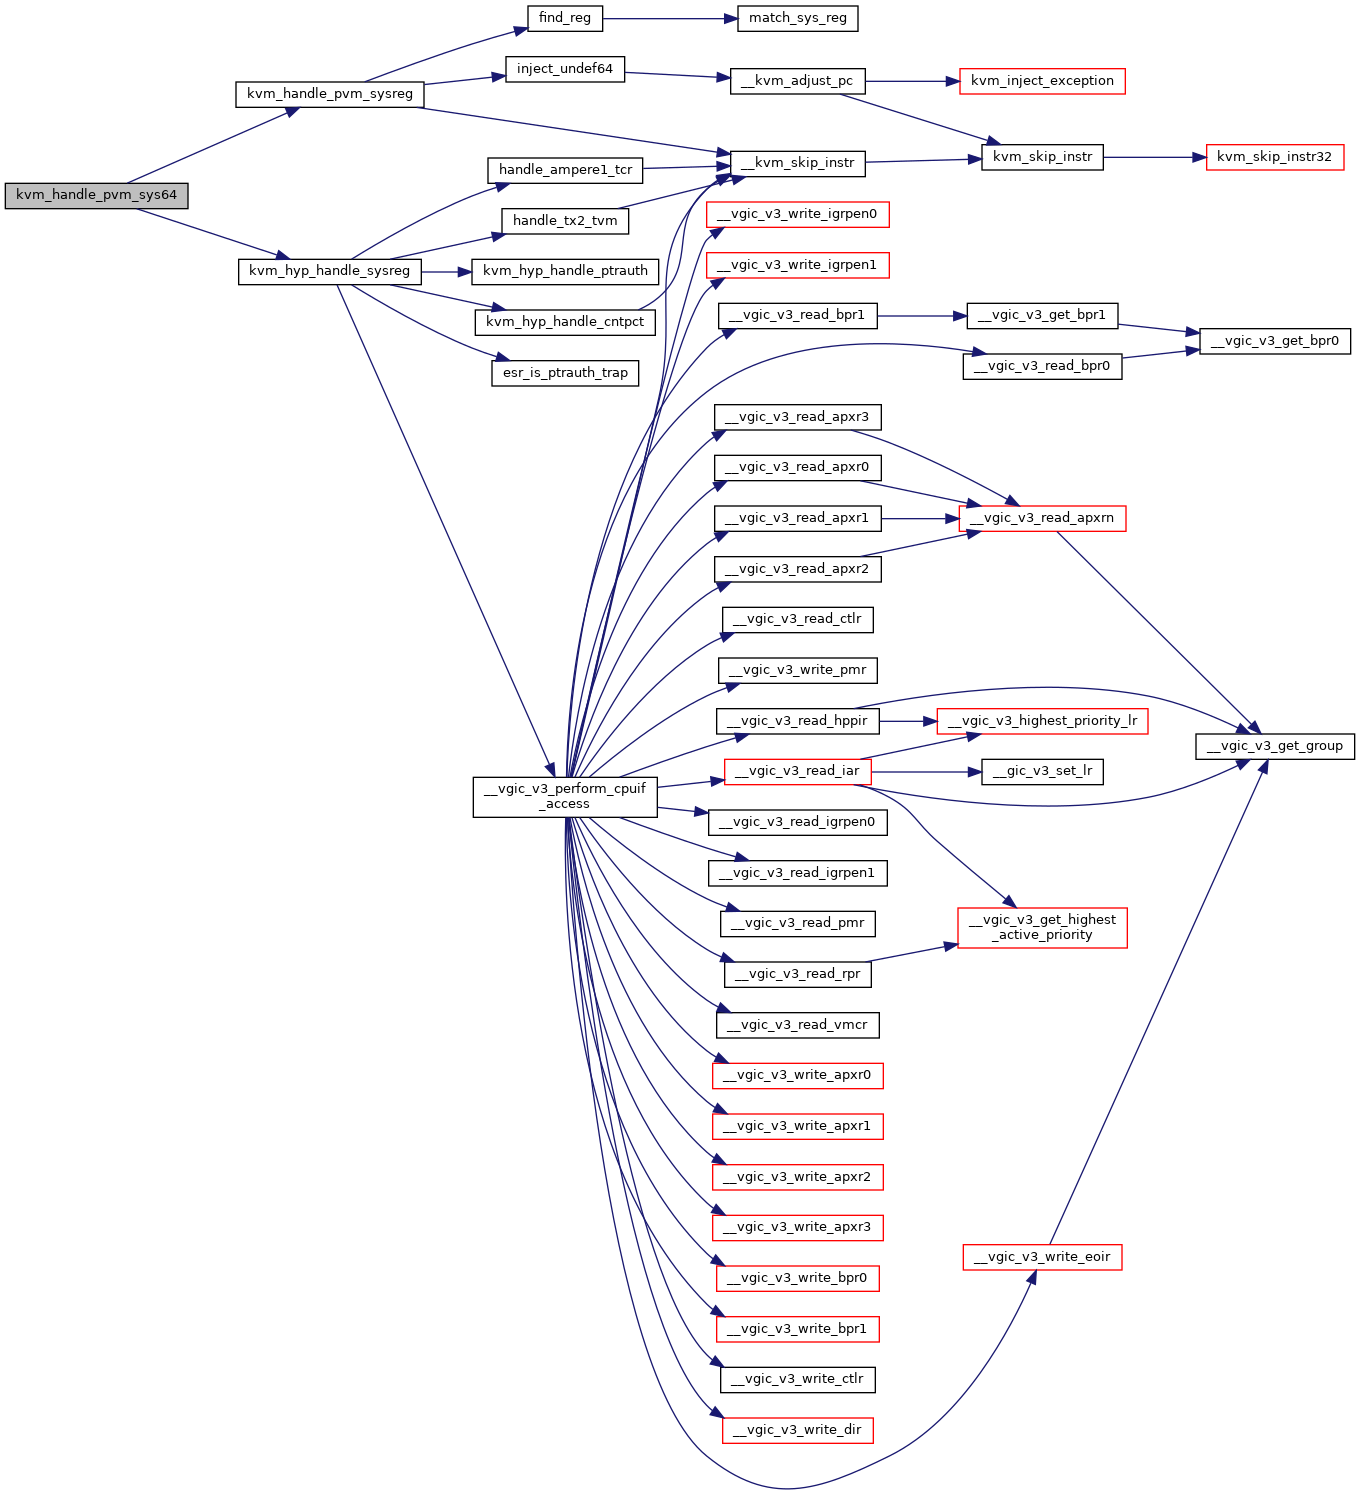 find_reg
match_sys_reg
inject_undef64
__kvm_adjust_pc
kvm_inject_exception
kvm_handle_pvm_sysreg
kvm_handle_pvm_sys64
handle_ampere1_tcr
__kvm_skip_instr
kvm_skip_instr
kvm_skip_instr32
handle_tx2_tvm
__vgic_v3_write_igrpen0
kvm_hyp_handle_sysreg
kvm_hyp_handle_ptrauth
__vgic_v3_write_igrpen1
kvm_hyp_handle_cntpct
__vgic_v3_read_bpr1
__vgic_v3_get_bpr1
__vgic_v3_get_bpr0
esr_is_ptrauth_trap
__vgic_v3_read_bpr0
__vgic_v3_read_apxr3
__vgic_v3_read_apxr0
__vgic_v3_read_apxr1
__vgic_v3_read_apxrn
__vgic_v3_read_apxr2
__vgic_v3_read_ctlr
__vgic_v3_write_pmr
__vgic_v3_read_hppir
__vgic_v3_highest_priority_lr
__vgic_v3_get_group
__vgic_v3_read_iar
__gic_v3_set_lr
__vgic_v3_perform_cpuif
_access
__vgic_v3_read_igrpen0
__vgic_v3_read_igrpen1
__vgic_v3_read_pmr
__vgic_v3_get_highest
_active_priority
__vgic_v3_read_rpr
__vgic_v3_read_vmcr
__vgic_v3_write_apxr0
__vgic_v3_write_apxr1
__vgic_v3_write_apxr2
__vgic_v3_write_apxr3
__vgic_v3_write_eoir
__vgic_v3_write_bpr0
__vgic_v3_write_bpr1
__vgic_v3_write_ctlr
__vgic_v3_write_dir